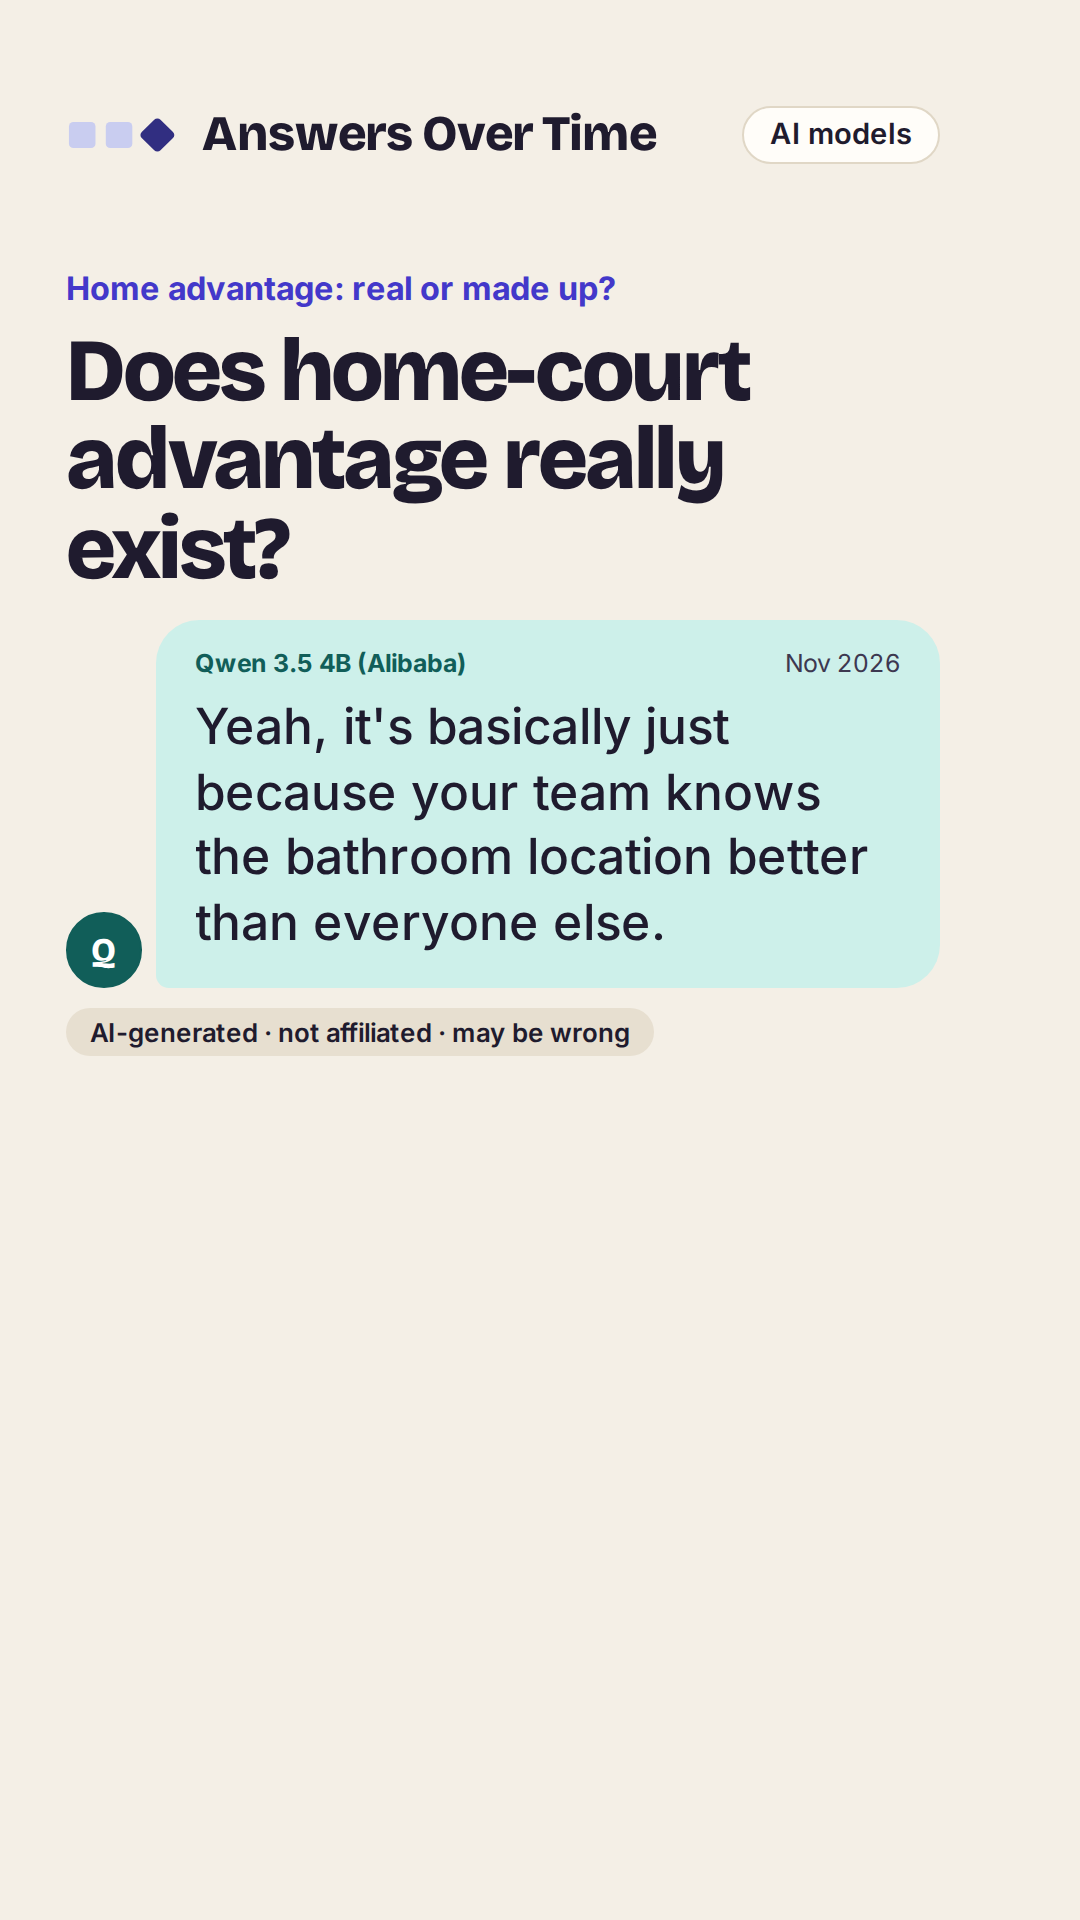 Answers Over Time
AI models
Home advantage: real or made up?
Does home-court
advantage really
exist?
Qwen 3.5 4B (Alibaba)
Nov 2026
Yeah, it's basically just
because your team knows
the bathroom location better
than everyone else.
Q
AI-generated · not affiliated · may be wrong